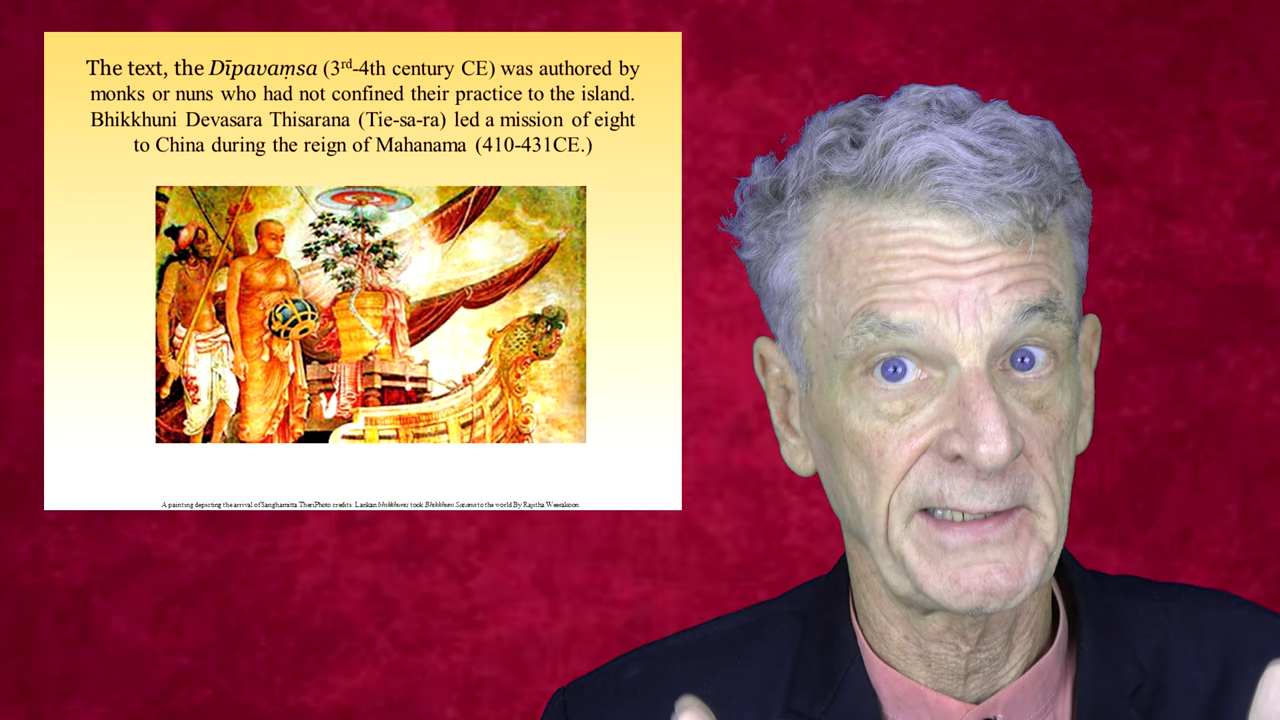 The text, the Dīpavaṃsa (3rd-4th century CE) was authored by
monks or nuns who had not confined their practice to the island.
Bhikkhuni Devasara Thisarana (Tie-sa-ra) led a mission of eight
to China during the reign of Mahanama (410-431CE.)
A painting depicting the arrival of Sanghamitta TheriPhoto credits: Lankan bhikkhunis took Bhikkhuni Sasana to the world By Rajitha Weerakoon